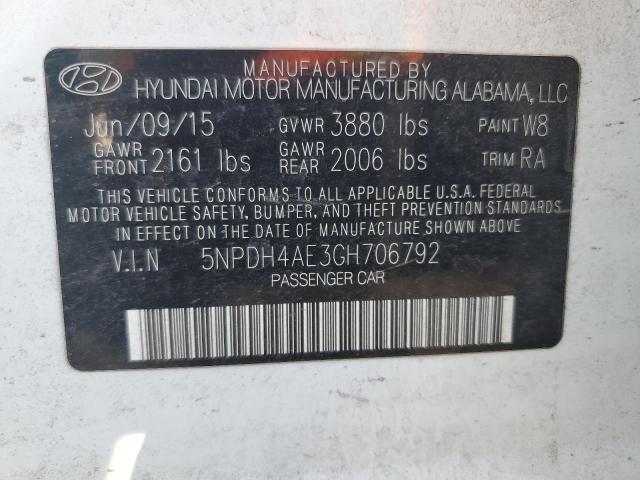 MANUFACTURED BY
HYUNDAI MOTOR MANUFACTURING ALABAMA, LLC
Jun/09/15 GVWR 3880 lbs PAINT W8
GAWR FRONT 2161 lbs GAWR REAR 2006 lbs TRIM RA
THIS VEHICLE CONFORMS TO ALL APPLICABLE U.S.A. FEDERAL
MOTOR VEHICLE SAFETY, BUMPER, AND THEFT PREVENTION STANDARDS
IN EFFECT ON THE DATE OF MANUFACTURE SHOWN ABOVE
V.I.N 5NPDH4AE3GH706792
PASSENGER CAR